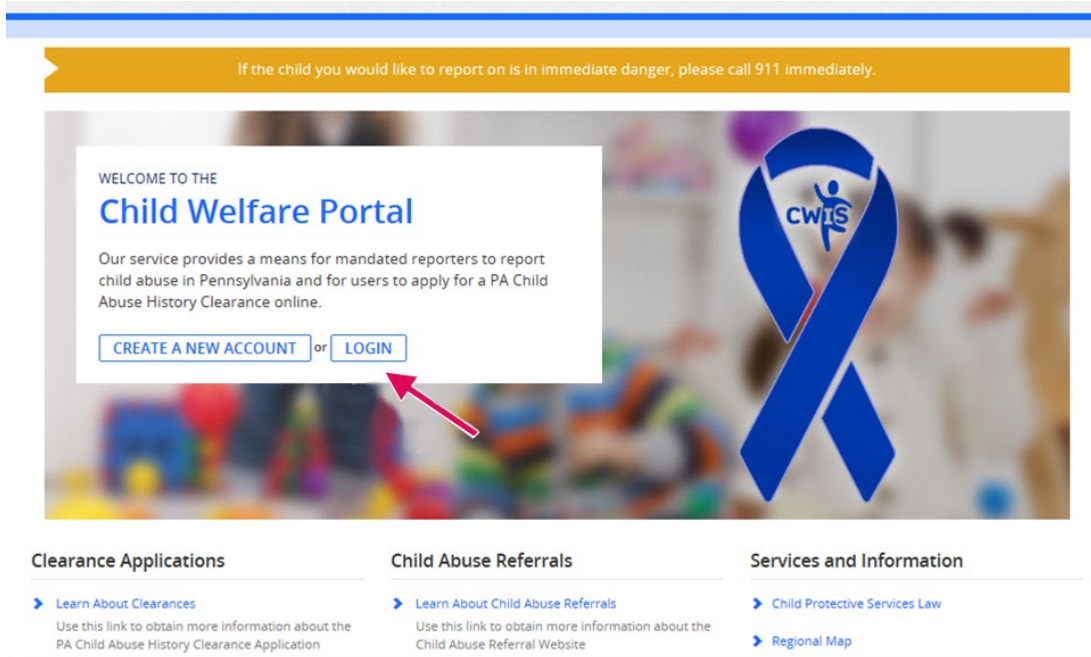 If the child you would like to report on is in immediate danger, please call 911 immediately.
WELCOME TO THE
Child Welfare Portal
Our service provides a means for mandated reporters to report
child abuse in Pennsylvania and for users to apply for a PA Child
Abuse History Clearance online.
CREATE A NEW ACCOUNT or LOGIN
CWIS
Clearance Applications
Learn About Clearances
Use this link to obtain more information about the
PA Child Abuse History Clearance Application
Child Abuse Referrals
Learn About Child Abuse Referrals
Use this link to obtain more information about the
Child Abuse Referral Website
Services and Information
Child Protective Services Law
Regional Map